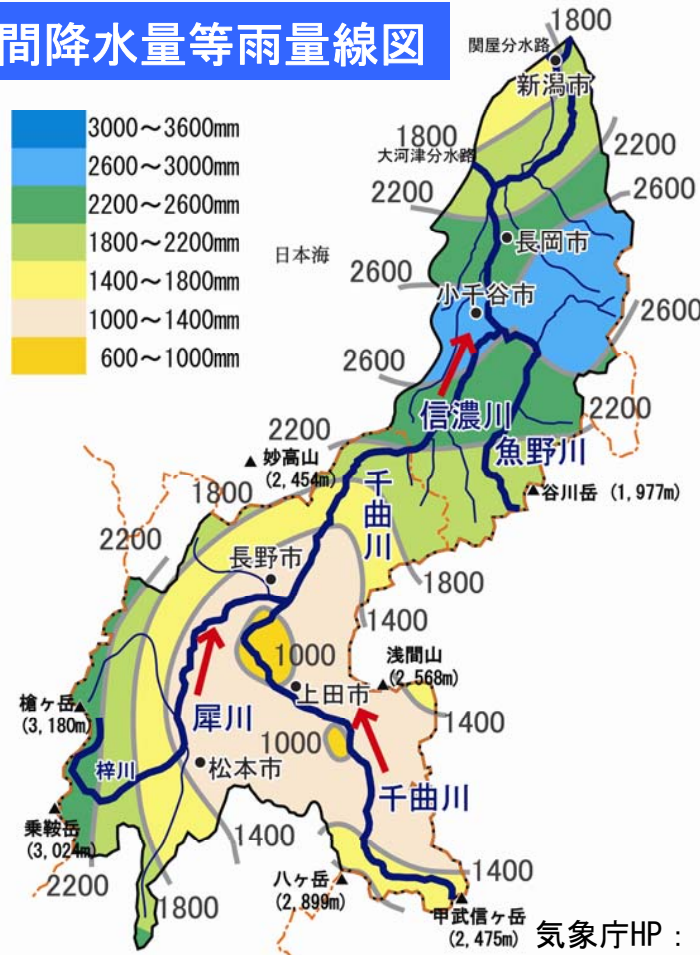 間降水量等雨量線図
1800
関屋分水路
新潟市
3000～3600mm
2600～3000mm
2200～2600mm
1800～2200mm
1400～1800mm
1000～1400mm
600～1000mm
1800
大河津分水路
2200
2200
2600
日本海
長岡市
2600
小千谷市
2600
2600
信濃川
2200
2200
魚野川
妙高山
(2,454m)
谷川岳 (1,977m)
千曲川
1800
2200
長野市
1800
1400
1000
浅間山
(2,568m)
上田市
槍ヶ岳
(3,180m)
犀川
1400
1000
梓川
松本市
千曲川
乗鞍岳
(3,024m)
1400
2200
八ヶ岳
(2,899m)
1400
1800
甲武信ヶ岳
(2,475m)
気象庁HP：